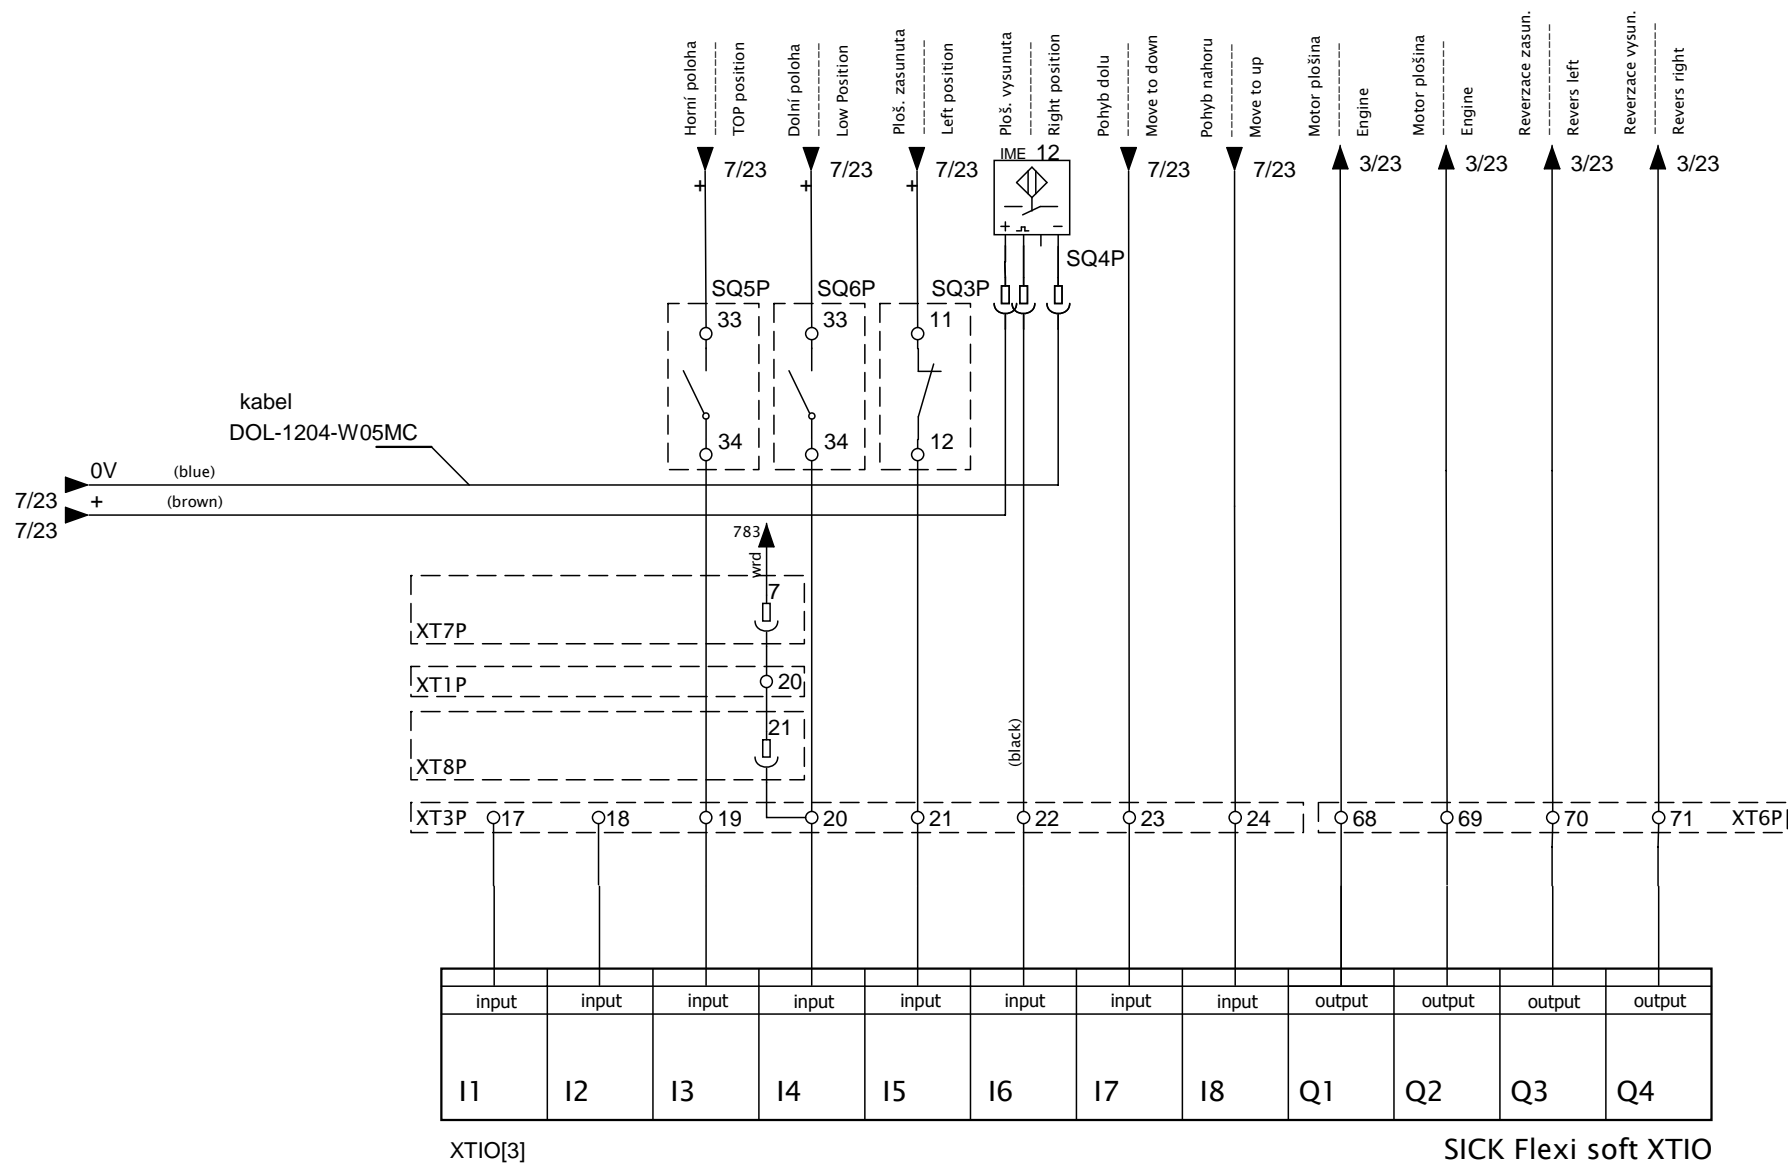 Horní poloha
TOP position
Dolní poloha
Low Position
Ploš. zasunuta
Left position
Ploš. vysunuta
Right position
Pohyb dolu
Move to down
Pohyb nahoru
Move to up
Motor plošina
Engine
Motor plošina
Engine
Reverzace zasun.
Revers left
Reverzace vysun.
Revers right
7/23 7/23 7/23 IME 12 7/23 7/23 3/23 3/23 3/23 3/23
+ + +
+ −
SQ4P
SQ5P SQ6P SQ3P
33 33 11
kabel
DOL-1204-W05MC
34 34 12
0V (blue)
7/23 + (brown)
7/23
783
wrd
7
XT7P
XT1P 20
21
XT8P
(black)
XT3P 17 18 19 20 21 22 23 24 68 69 70 71 XT6P
input input input input input input input input output output output output
I1 I2 I3 I4 I5 I6 I7 I8 Q1 Q2 Q3 Q4
XTIO[3] SICK Flexi soft XTIO